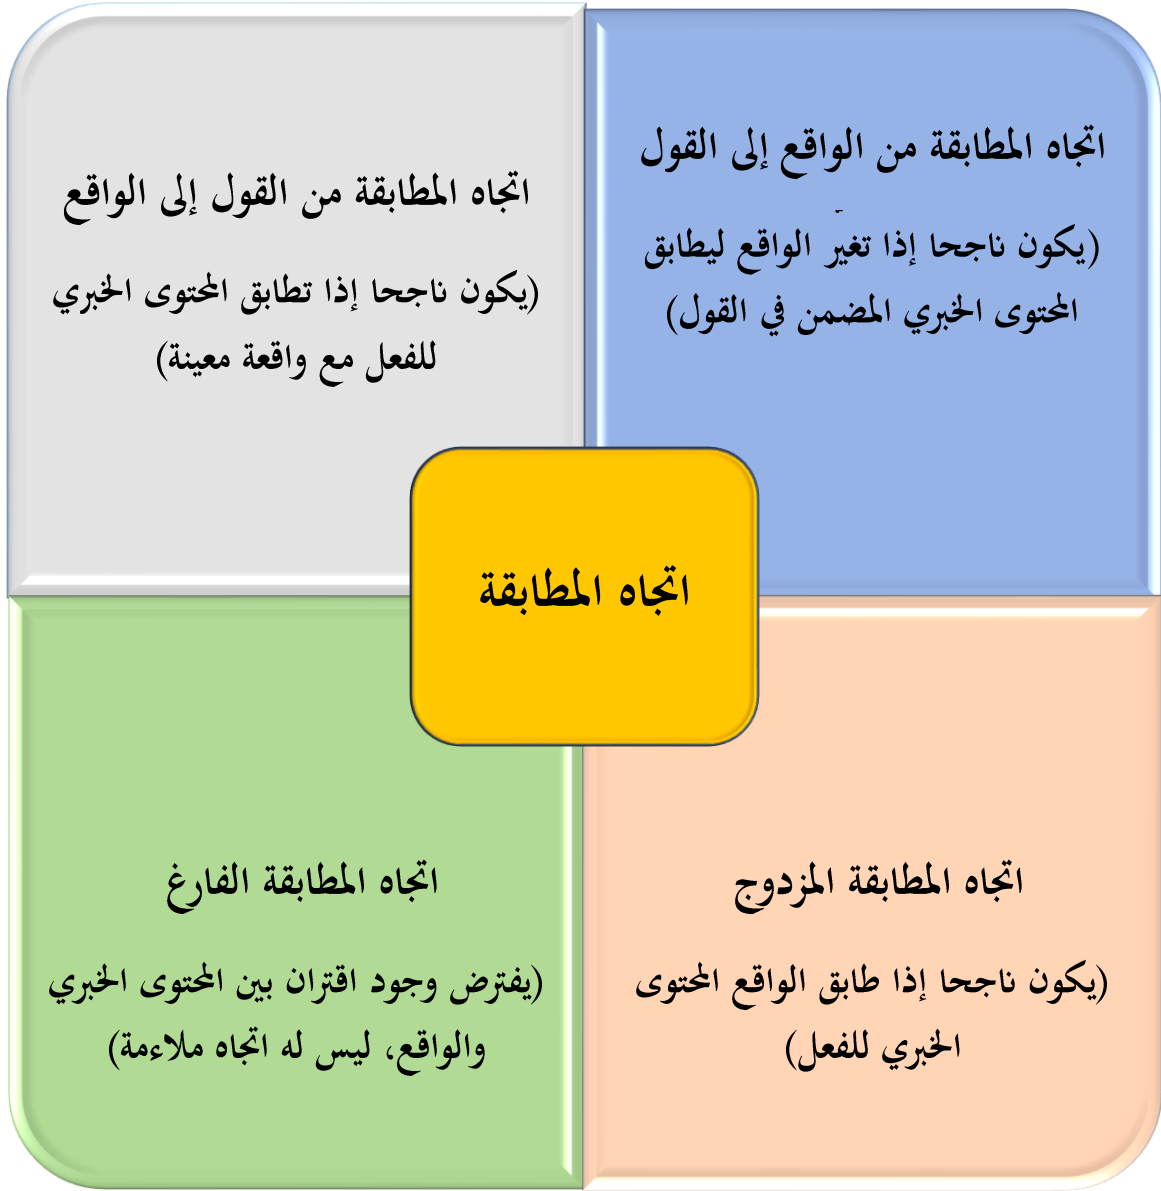 اتجاه المطابقة من الواقع إلى القول
(يكون ناجحا إذا تغيّر الواقع ليطابق
المحتوى الخبري المضمن في القول)
اتجاه المطابقة من القول إلى الواقع
(يكون ناجحا إذا تطابق المحتوى الخبري
للفعل مع واقعة معينة)
اتجاه المطابقة
اتجاه المطابقة المزدوج
(يكون ناجحا إذا طابق الواقع المحتوى
الخبري للفعل)
اتجاه المطابقة الفارغ
(يفترض وجود اقتران بين المحتوى الخبري
والواقع، ليس له اتجاه ملاءمة)